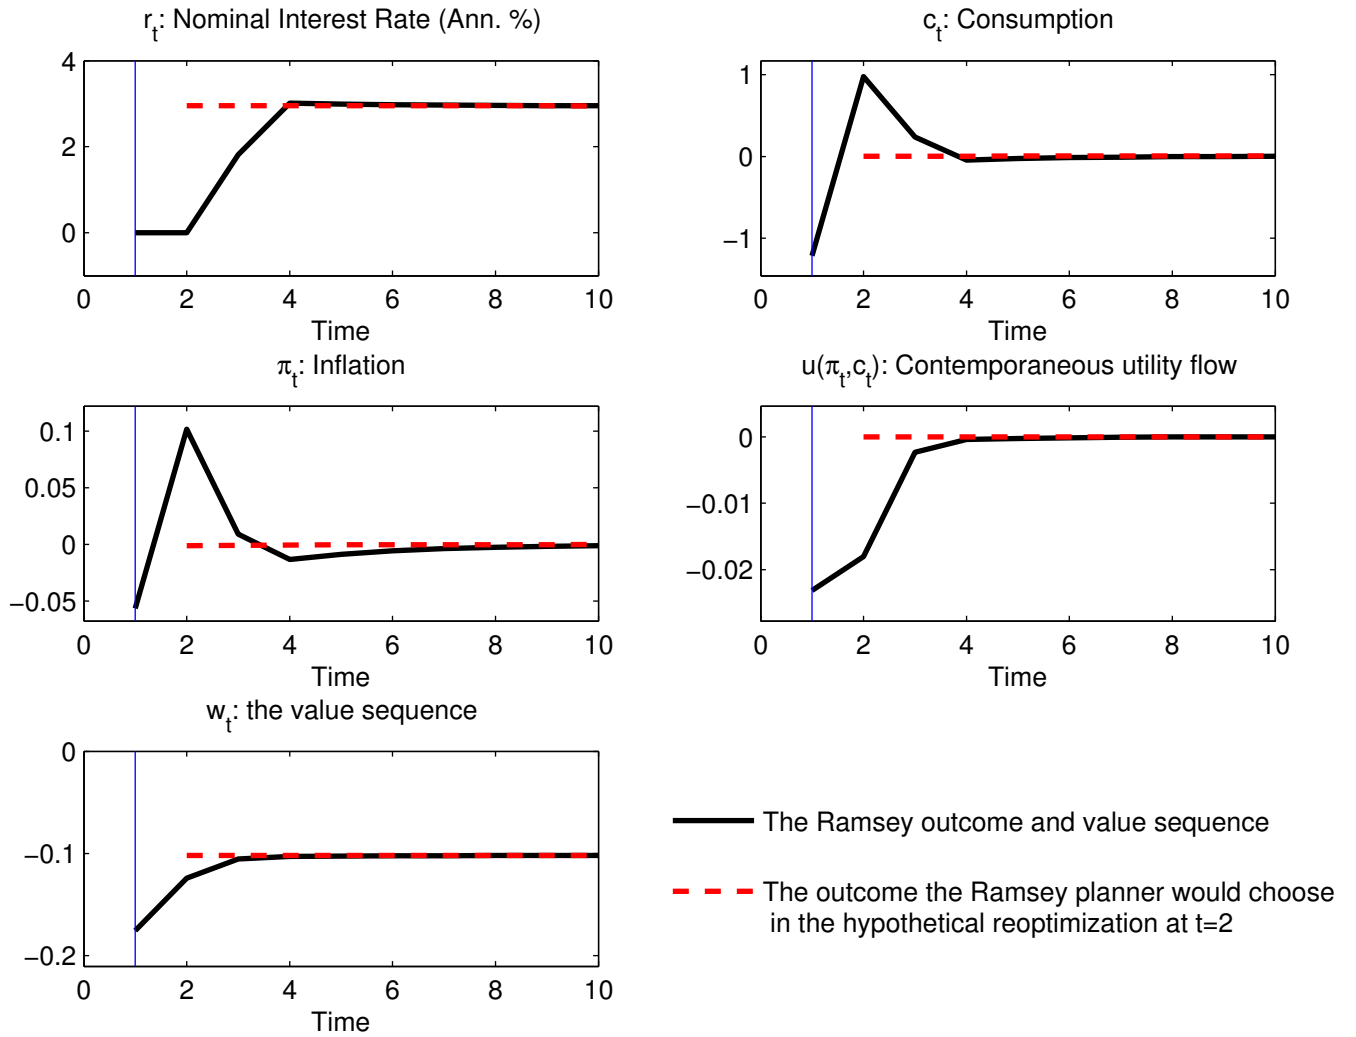 r_t: Nominal Interest Rate (Ann. %)
4
2
0
0 2 4 6 8 10
Time
c_t: Consumption
1
0
−1
0 2 4 6 8 10
Time
π_t: Inflation
0.1
0.05
0
−0.05
0 2 4 6 8 10
Time
u(π_t,c_t): Contemporaneous utility flow
0
−0.01
−0.02
0 2 4 6 8 10
Time
w_t: the value sequence
0
−0.1
−0.2
0 2 4 6 8 10
Time
The Ramsey outcome and value sequence
The outcome the Ramsey planner would choose
in the hypothetical reoptimization at t=2